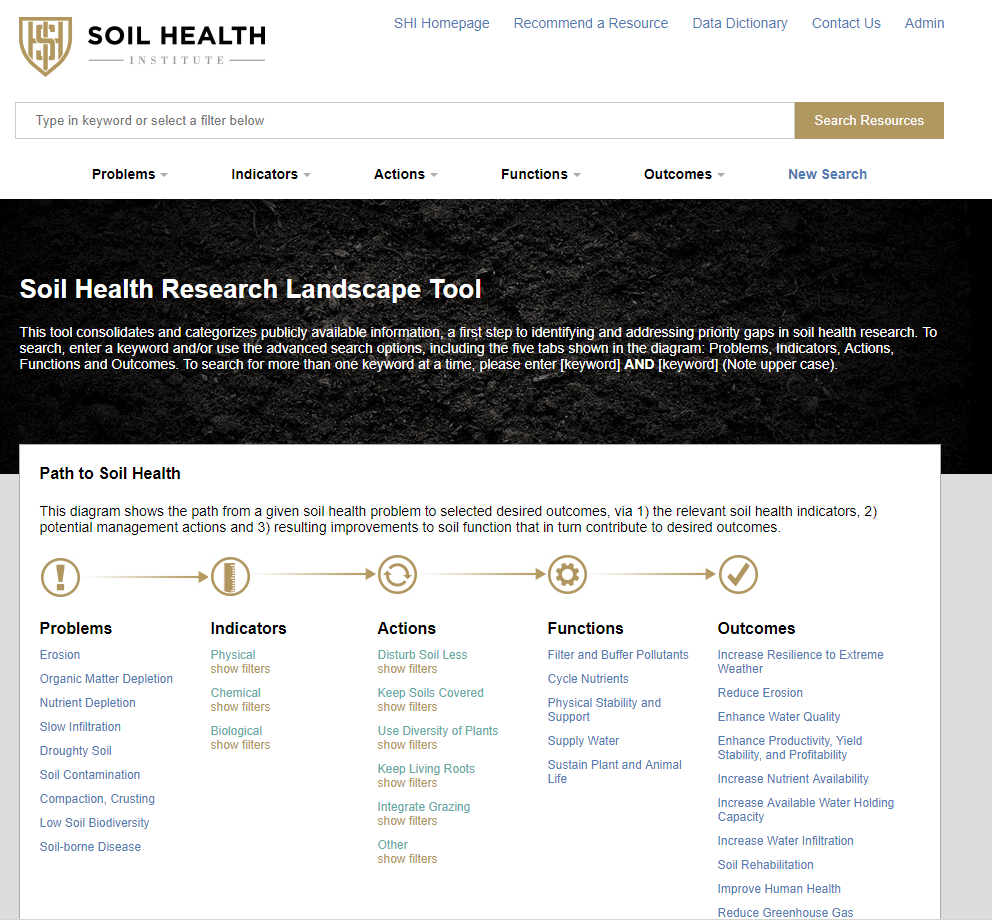 SHI Homepage Recommend a Resource Data Dictionary Contact Us Admin
SOIL HEALTH
INSTITUTE
Type in keyword or select a filter below Search Resources
Problems Indicators Actions Functions Outcomes New Search
Soil Health Research Landscape Tool
This tool consolidates and categorizes publicly available information, a first step to identifying and addressing priority gaps in soil health research. To
search, enter a keyword and/or use the advanced search options, including the five tabs shown in the diagram: Problems, Indicators, Actions,
Functions and Outcomes. To search for more than one keyword at a time, please enter [keyword] AND [keyword] (Note upper case).
Path to Soil Health
This diagram shows the path from a given soil health problem to selected desired outcomes, via 1) the relevant soil health indicators, 2)
potential management actions and 3) resulting improvements to soil function that in turn contribute to desired outcomes.
Problems
Erosion
Organic Matter Depletion
Nutrient Depletion
Slow Infiltration
Droughty Soil
Soil Contamination
Compaction, Crusting
Low Soil Biodiversity
Soil-borne Disease
Indicators
Physical
show filters
Chemical
show filters
Biological
show filters
Actions
Disturb Soil Less
show filters
Keep Soils Covered
show filters
Use Diversity of Plants
show filters
Keep Living Roots
show filters
Integrate Grazing
show filters
Other
show filters
Functions
Filter and Buffer Pollutants
Cycle Nutrients
Physical Stability and
Support
Supply Water
Sustain Plant and Animal
Life
Outcomes
Increase Resilience to Extreme
Weather
Reduce Erosion
Enhance Water Quality
Enhance Productivity, Yield
Stability, and Profitability
Increase Nutrient Availability
Increase Available Water Holding
Capacity
Increase Water Infiltration
Soil Rehabilitation
Improve Human Health
Reduce Greenhouse Gas